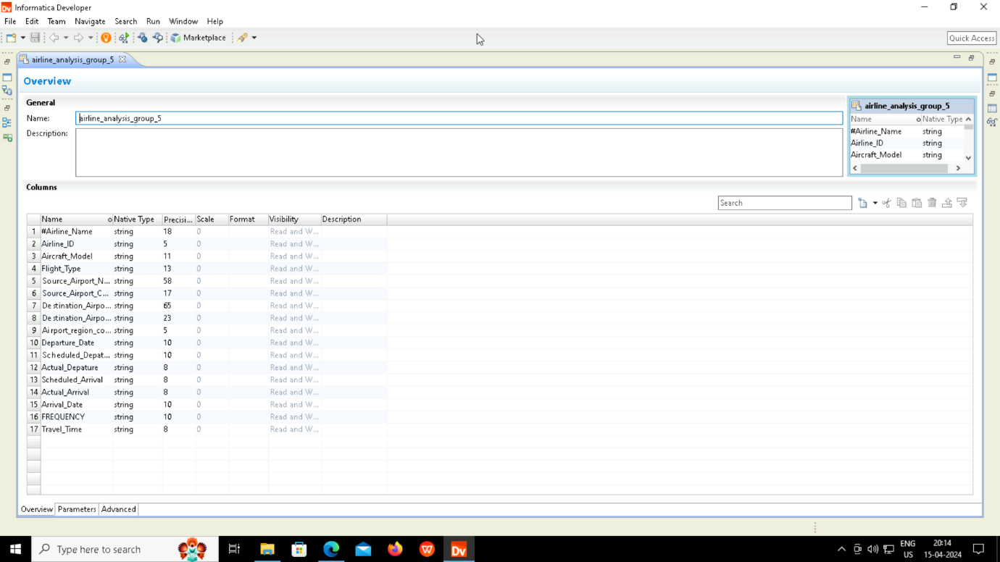 Informatica Developer
File Edit Team Navigate Search Run Window Help
Marketplace
Quick Access
airline_analysis_group_5
Overview
General
Name: airline_analysis_group_5
Description:
airline_analysis_group_5
Name Native Type
#Airline_Name string
Airline_ID string
Aircraft_Model string
Columns
Search
Name Native Type Precisi... Scale Format Visibility Description
1 #Airline_Name string 18 0 Read and W...
2 Airline_ID string 5 0 Read and W...
3 Aircraft_Model string 11 0 Read and W...
4 Flight_Type string 13 0 Read and W...
5 Source_Airport_N... string 58 0 Read and W...
6 Source_Airport_C... string 17 0 Read and W...
7 Destination_Airpo... string 65 0 Read and W...
8 Destination_Airpo... string 23 0 Read and W...
9 Airport_region_co... string 5 0 Read and W...
10 Departure_Date string 10 0 Read and W...
11 Scheduled_Depat... string 10 0 Read and W...
12 Actual_Depature string 8 0 Read and W...
13 Scheduled_Arrival string 8 0 Read and W...
14 Actual_Arrival string 8 0 Read and W...
15 Arrival_Date string 10 0 Read and W...
16 FREQUENCY string 10 0 Read and W...
17 Travel_Time string 8 0 Read and W...
Overview Parameters Advanced
Type here to search
Dv
ENG
US
20:14
15-04-2024